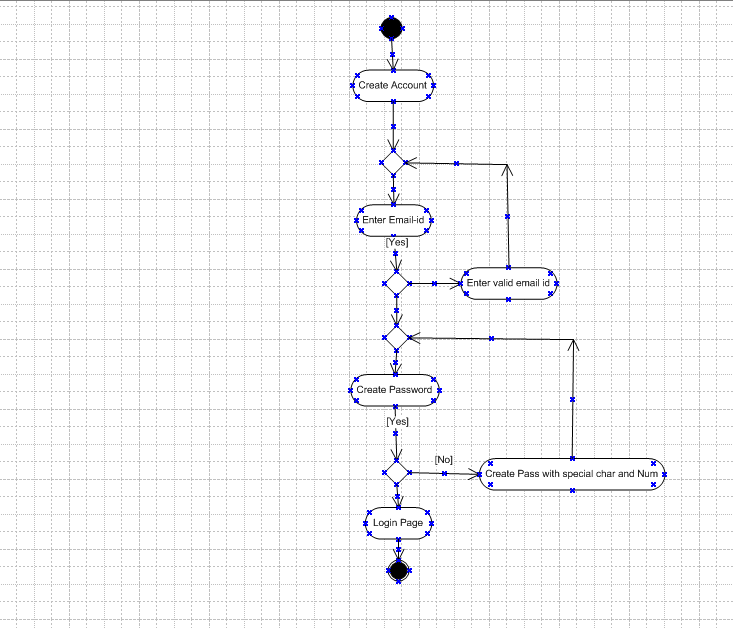 Create Account
Enter Email-id
[Yes]
Enter valid email id
Create Password
[Yes]
[No]
Create Pass with special char and Num
Login Page